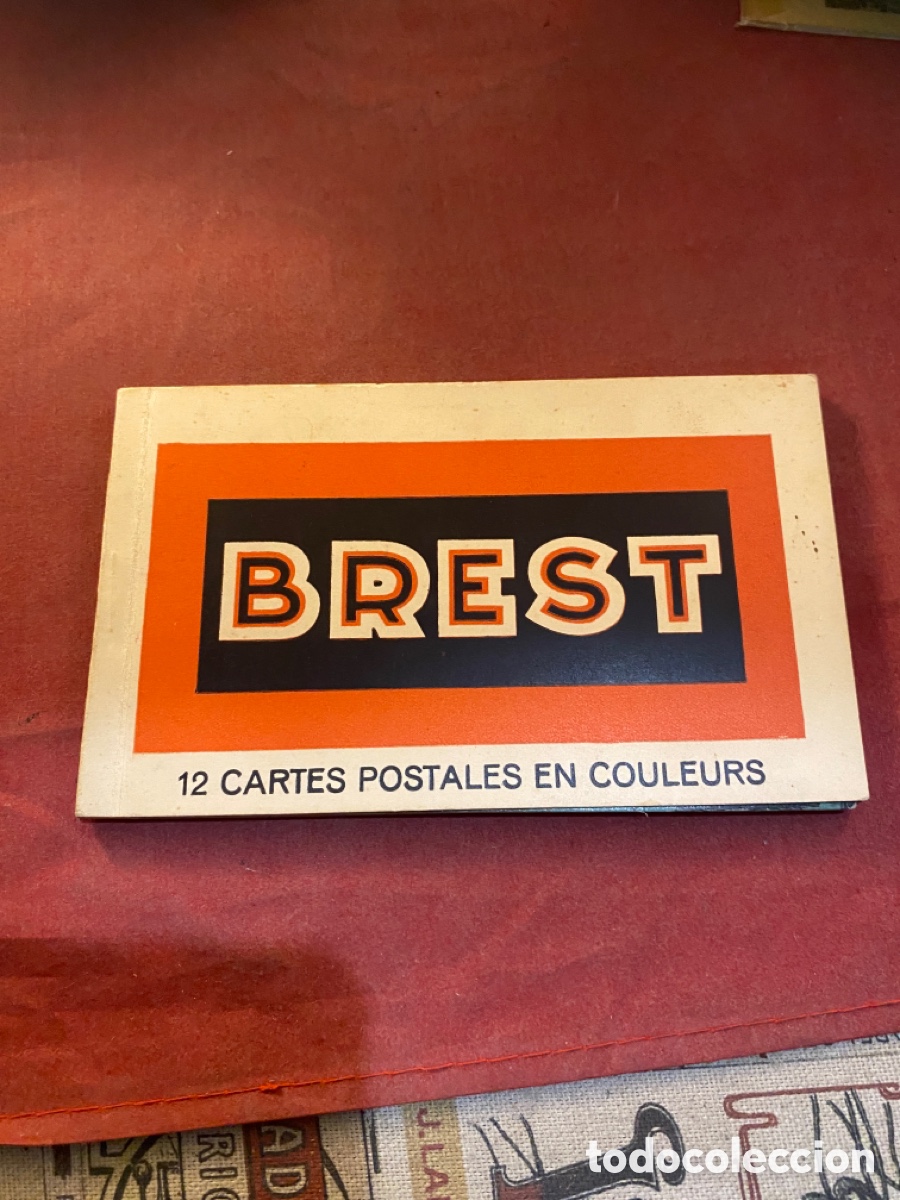 BREST
12 CARTES POSTALES EN COULEURS
todocoleccion